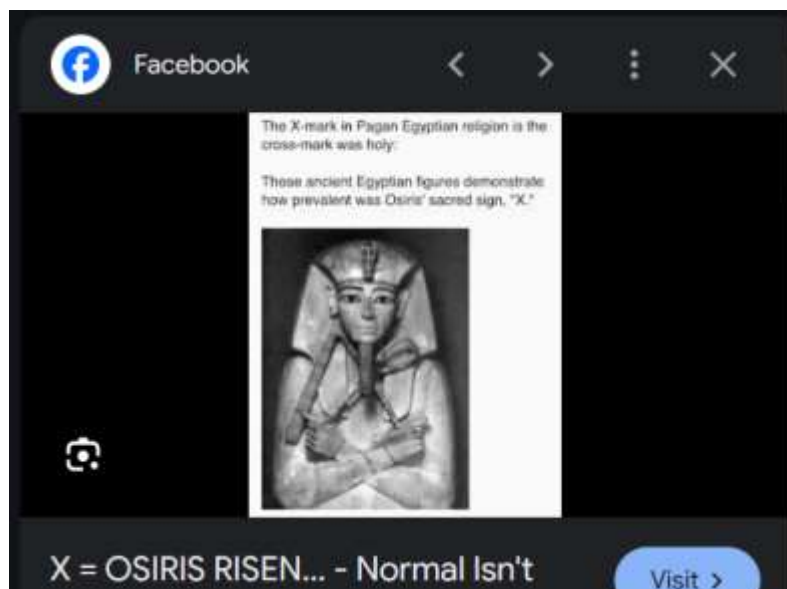 Facebook
The X-mark in Pagan Egyptian religion is the
cross-mark was holy:
These ancient Egyptian figures demonstrate
how prevalent was Osiris' sacred sign, "X."
X = OSIRIS RISEN... - Normal Isn't
Visit >